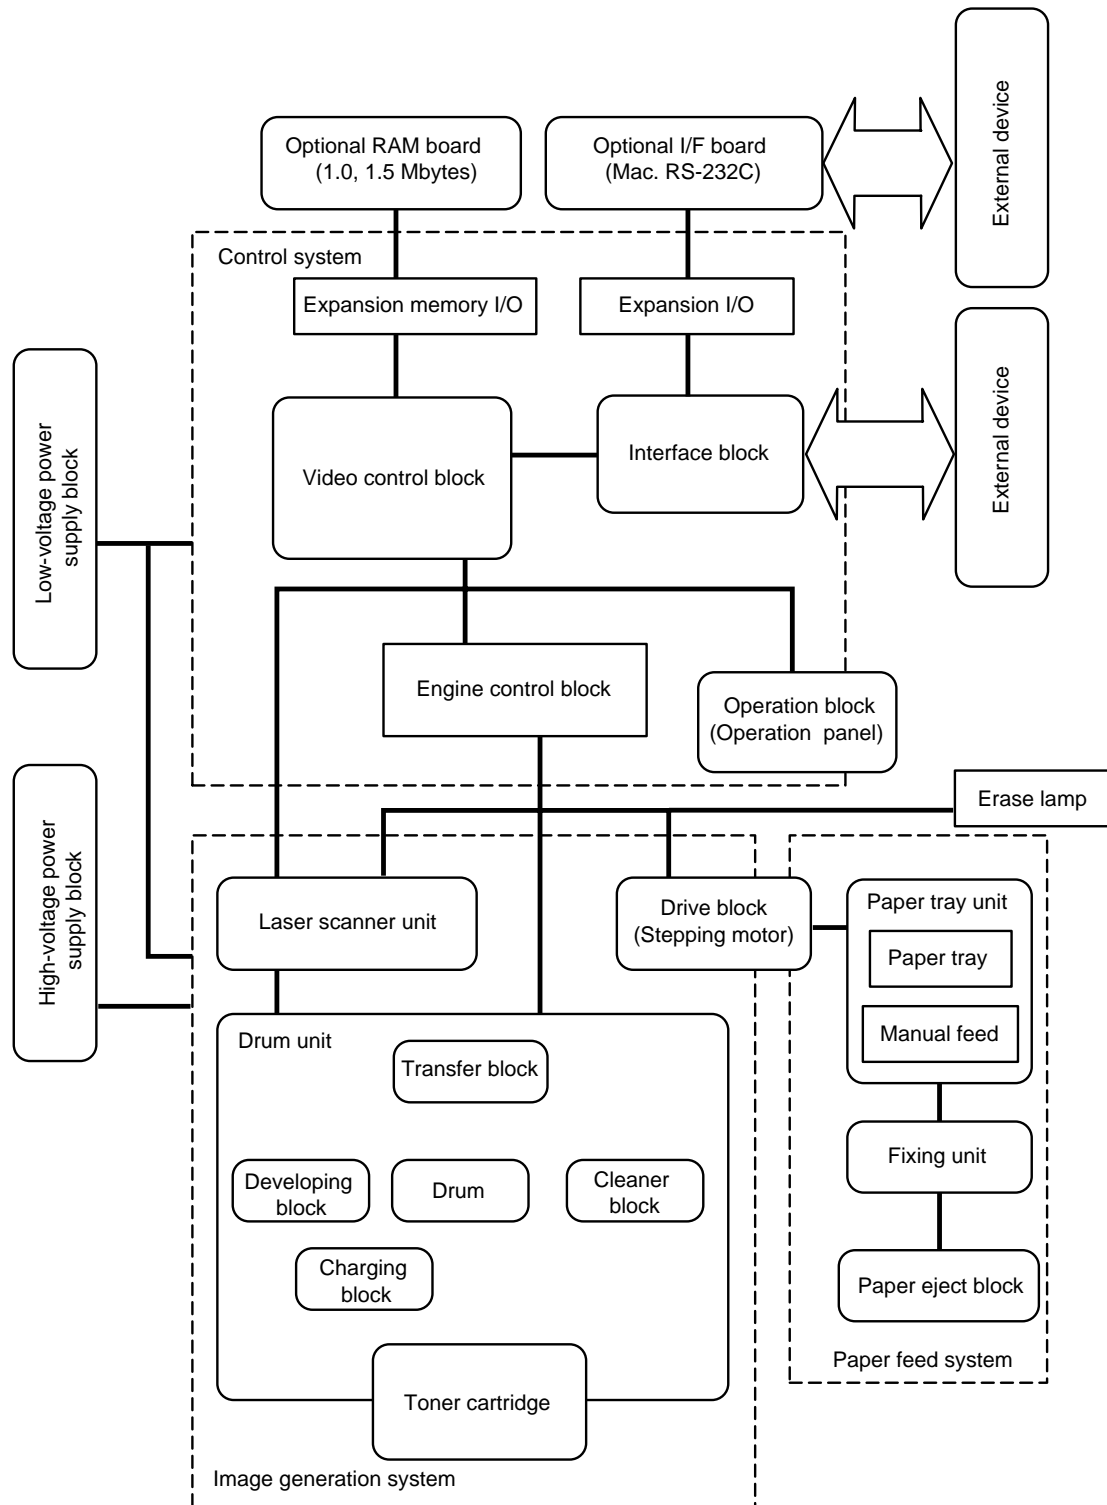 External device
Optional RAM board
(1.0, 1.5 Mbytes)
Optional I/F board
(Mac. RS-232C)
Control system
Expansion memory I/O
Expansion I/O
External device
Low-voltage power
supply block
Video control block
Interface block
Engine control block
Operation block
(Operation panel)
Erase lamp
High-voltage power
supply block
Laser scanner unit
Drive block
(Stepping motor)
Paper tray unit
Paper tray
Manual feed
Drum unit
Transfer block
Fixing unit
Developing
block
Drum
Cleaner
block
Charging
block
Paper eject block
Paper feed system
Toner cartridge
Image generation system